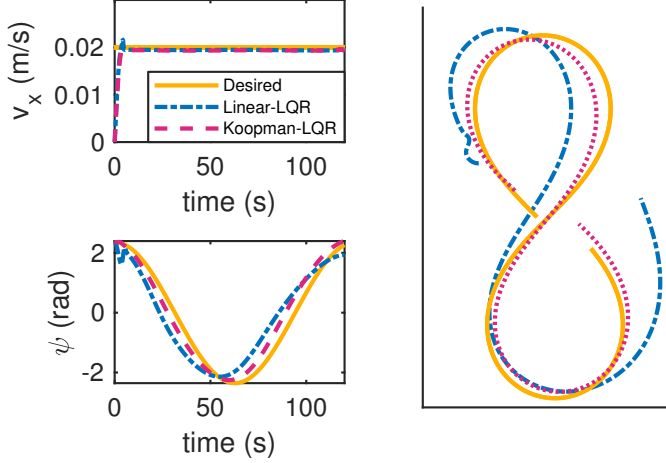 v_x (m/s)
0.02
0.01
0
Desired
Linear-LQR
Koopman-LQR
0 50 100
time (s)
ψ (rad)
2
0
-2
0 50 100
time (s)